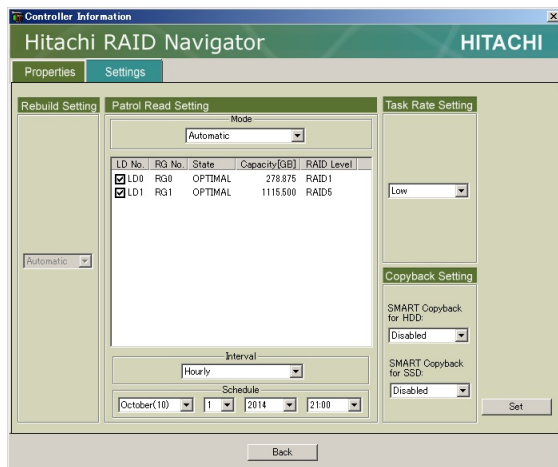 Controller Information
Hitachi RAID Navigator
HITACHI
Properties
Settings
Rebuild Setting
Automatic
Patrol Read Setting
Mode
Automatic
LD No. RG No. State Capacity[GB] RAID Level
LD0 RG0 OPTIMAL 278.875 RAID1
LD1 RG1 OPTIMAL 1115.500 RAID5
Interval
Hourly
Schedule
October(10) 1 2014 21:00
Task Rate Setting
Low
Copyback Setting
SMART Copyback
for HDD:
Disabled
SMART Copyback
for SSD:
Disabled
Set
Back